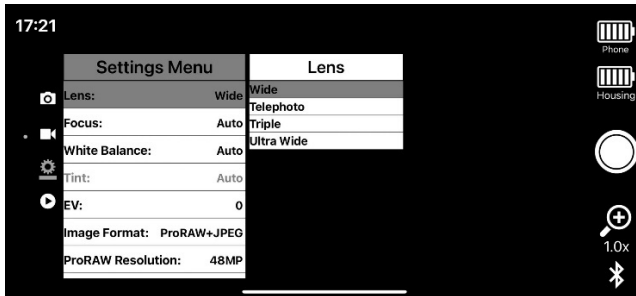 17:21
Settings Menu
Lens: Wide
Focus: Auto
White Balance: Auto
Tint: Auto
EV: 0
Image Format: ProRAW+JPEG
ProRAW Resolution: 48MP
Lens
Wide
Telephoto
Triple
Ultra Wide
Phone
Housing
1.0x